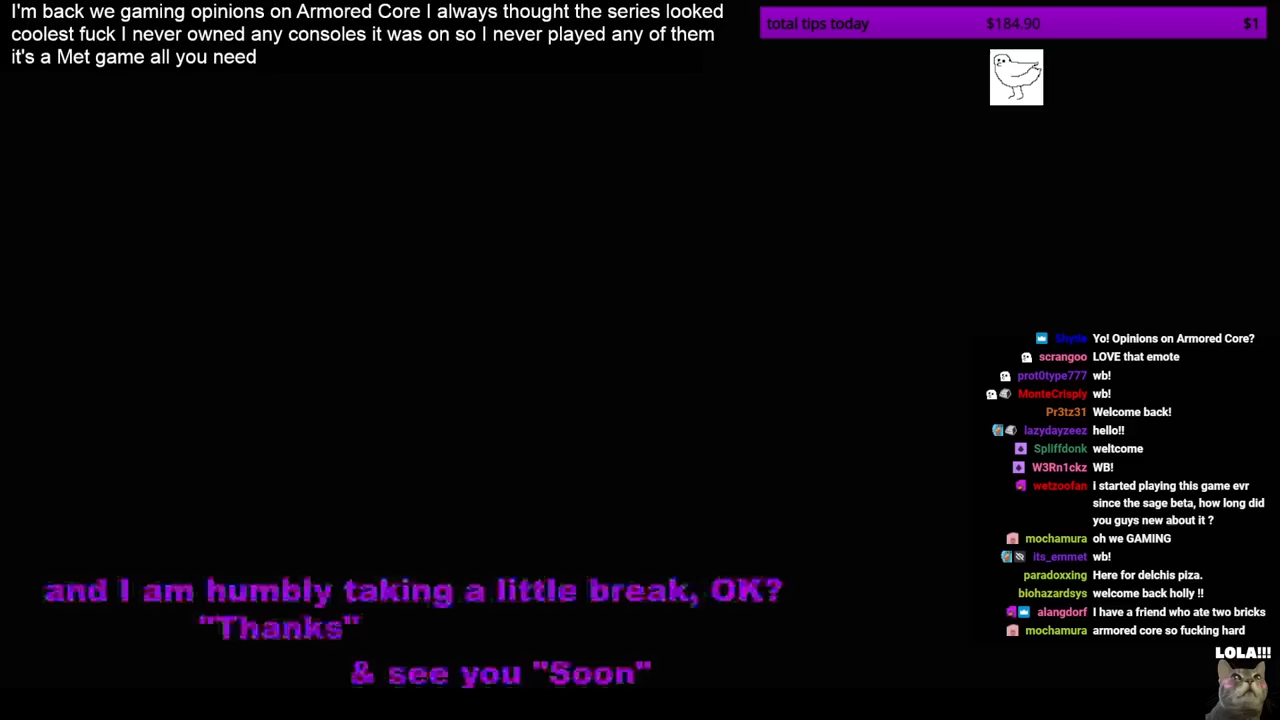 I'm back we gaming opinions on Armored Core I always thought the series looked
coolest fuck I never owned any consoles it was on so I never played any of them
it's a Met game all you need
total tips today $184.90 $1
Shytle Yo! Opinions on Armored Core?
scrangoo LOVE that emote
prot0type777 wb!
MonteCrisply wb!
Pr3tz31 Welcome back!
lazydayzeez hello!!
Spliffdonk weltcome
W3Rn1ckz WB!
wetzoofan i started playing this game evr
since the sage beta, how long did
you guys new about it ?
mochamura oh we GAMING
its_emmet wb!
paradoxxing Here for delchis piza.
biohazardsys welcome back holly !!
alangdorf I have a friend who ate two bricks
mochamura armored core so fucking hard
and I am humbly taking a little break, OK?
"Thanks"
& see you "Soon"
LOLA!!!